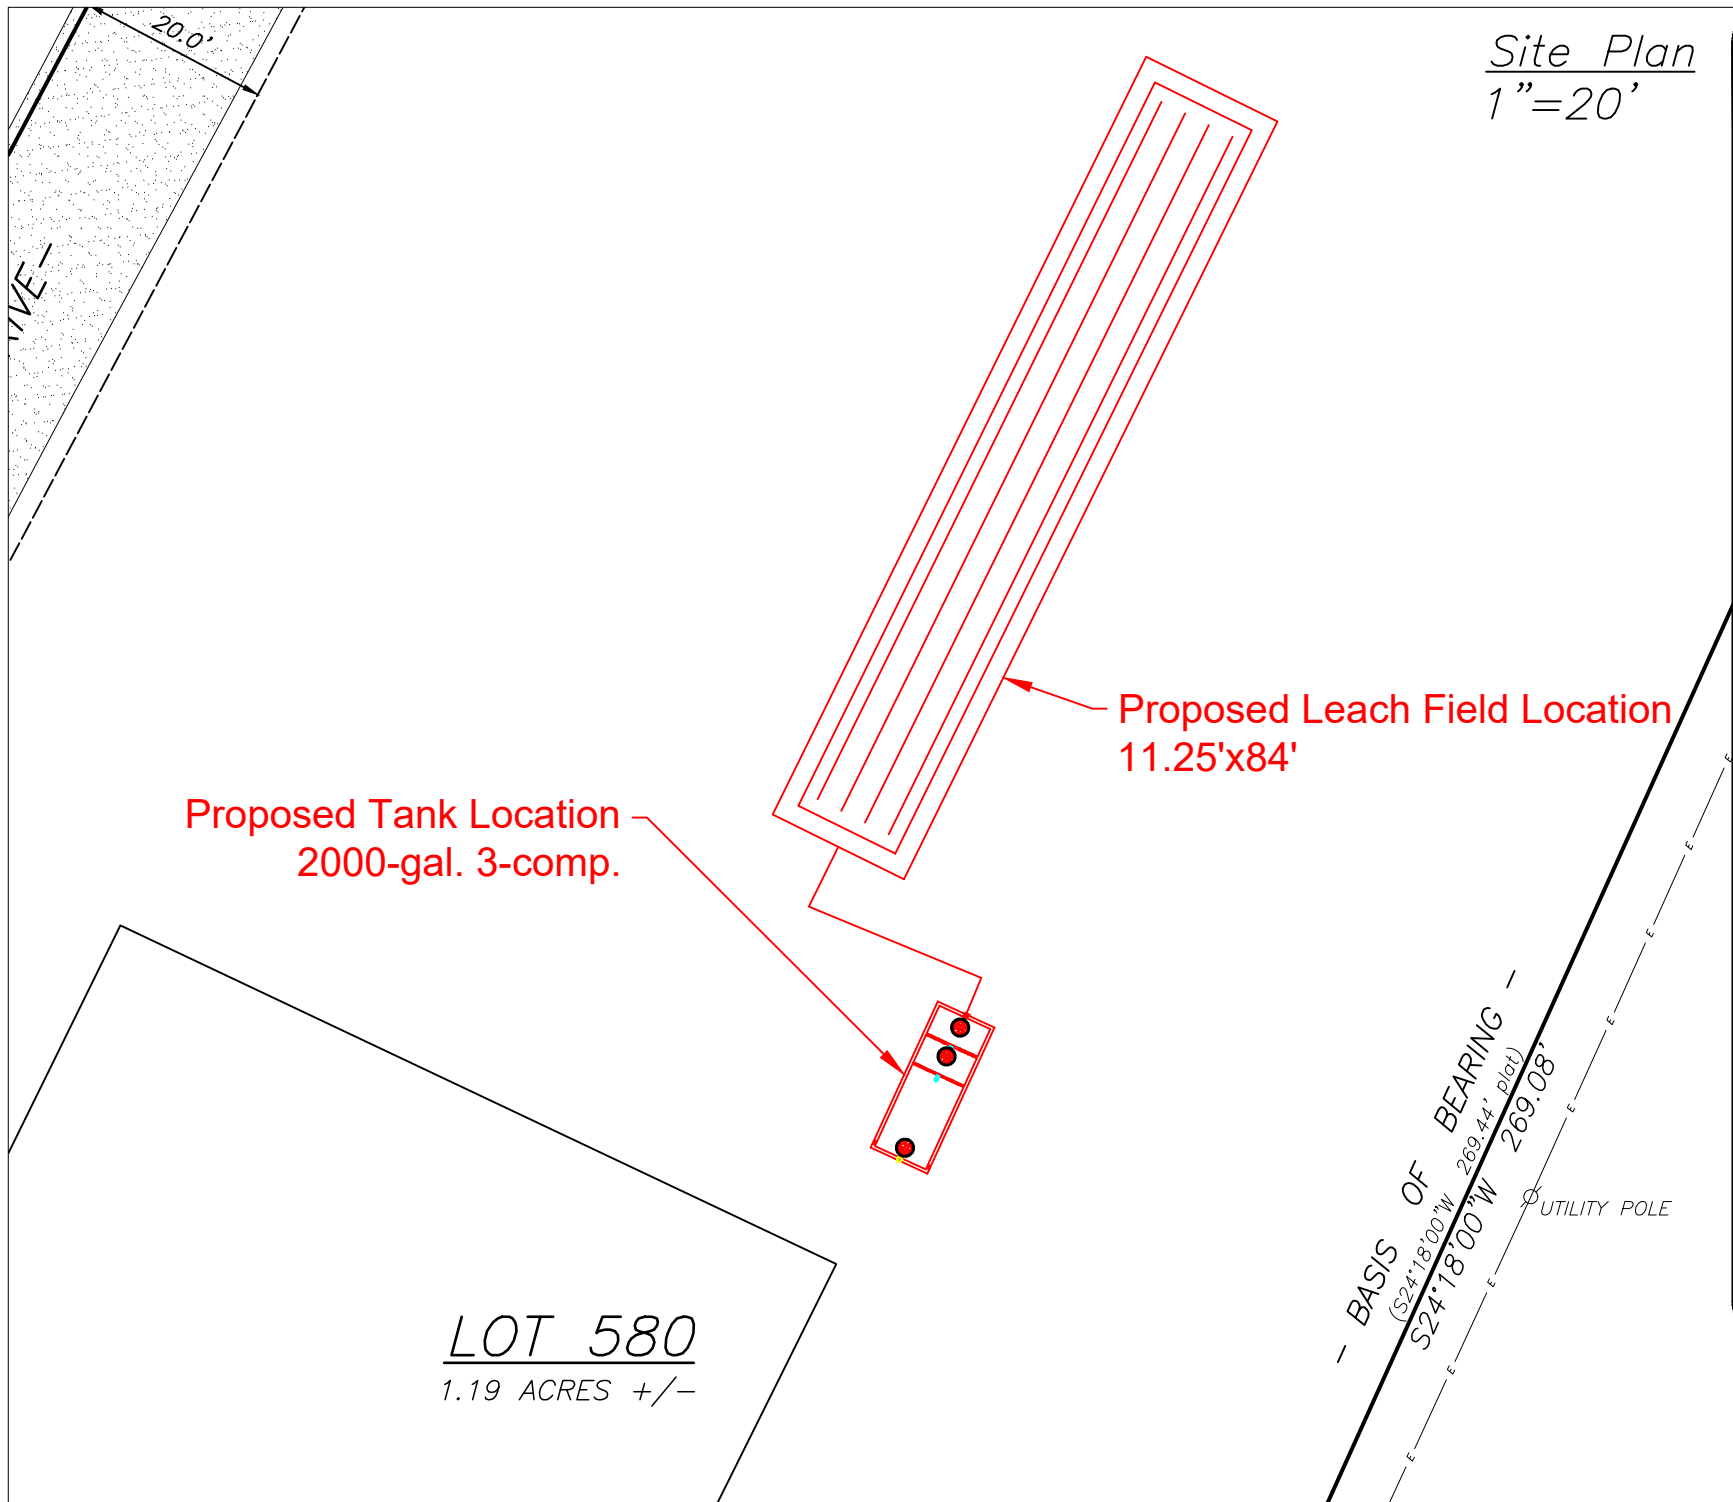 20.0'
Site Plan
1"=20'
Proposed Leach Field Location
11.25'x84'
Proposed Tank Location
2000-gal. 3-comp.
- BASIS OF BEARING -
(S24°18'00"W 269.44' plat)
S24°18'00"W 269.08'
E
E
E
E
E
E
E
E
UTILITY POLE
LOT 580
1.19 ACRES +/-